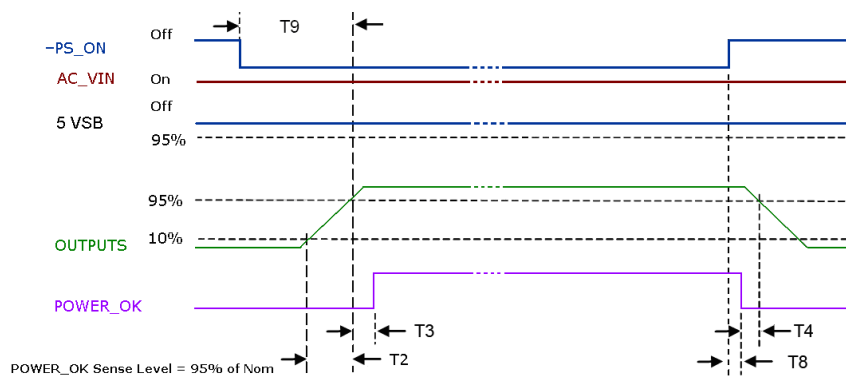 Off
T9
–PS_ON
AC_VIN
On
Off
5 VSB
95%
95%
10%
OUTPUTS
POWER_OK
T3
T4
T2
T8
POWER_OK Sense Level = 95% of Nom